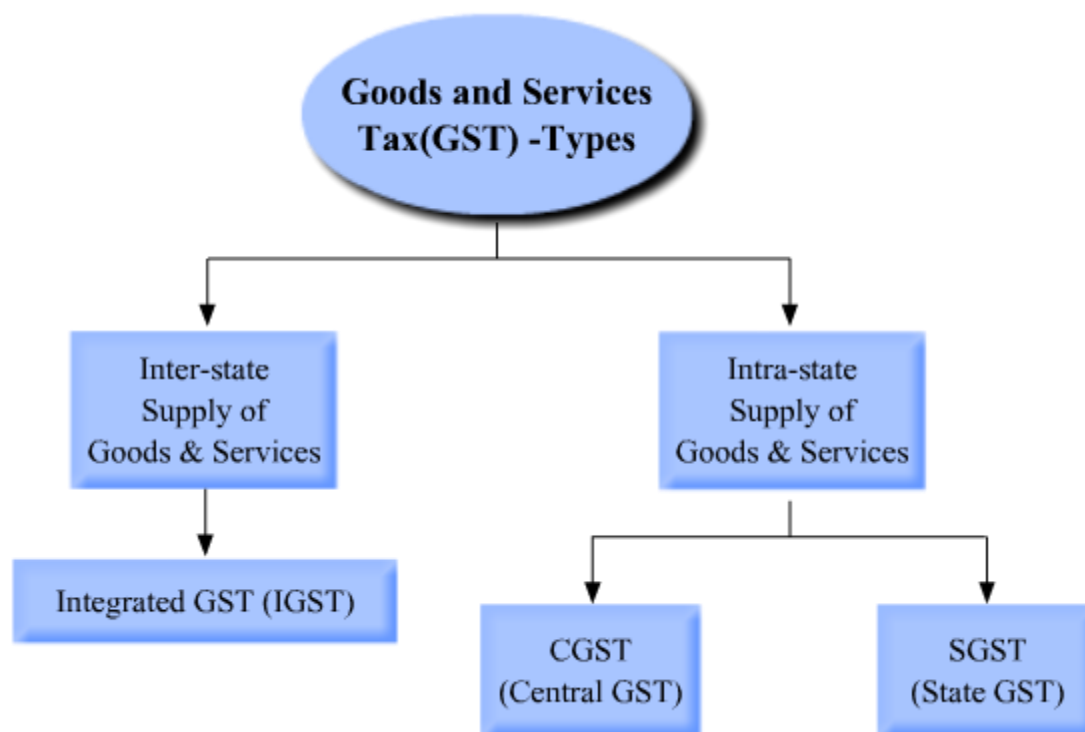 Goods and Services
Tax(GST) -Types
Inter-state
Supply of
Goods & Services
Intra-state
Supply of
Goods & Services
Integrated GST (IGST)
CGST
(Central GST)
SGST
(State GST)